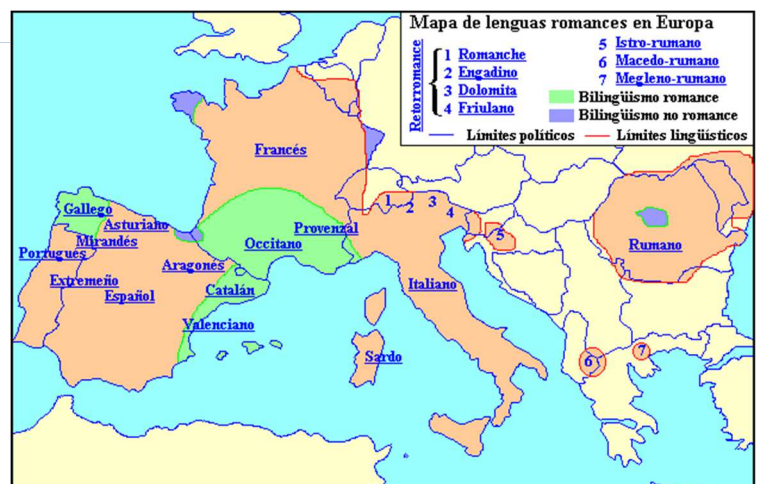 Mapa de lenguas romances en Europa
Retorromance
1 Romanche
2 Engadino
3 Dolomita
4 Friulano
5 Istro-rumano
6 Macedo-rumano
7 Megleno-rumano
Bilingüismo romance
Bilingüismo no romance
Límites políticos
Límites lingüísticos
Francés
Gallego
Asturiano
Mirandés
Portugués
Extremeño
Español
Aragonés
Catalán
Valenciano
Occitano
Provenzal
1
2
3
4
5
Italiano
Sardo
Rumano
6
7